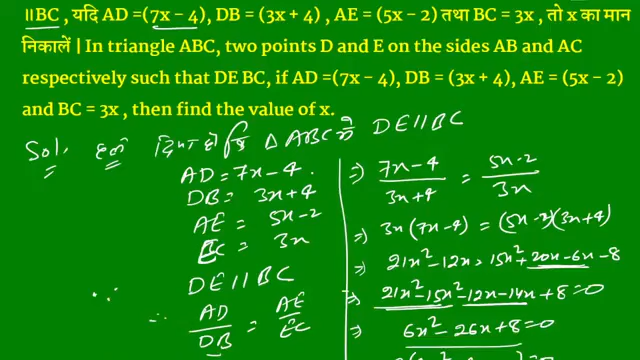 ॥BC, यदि AD =(7x – 4), DB = (3x + 4), AE = (5x – 2) तथा BC = 3x , तो x का मान
निकालें | In triangle ABC, two points D and E on the sides AB and AC
respectively such that DE BC, if AD =(7x – 4), DB = (3x + 4), AE = (5x – 2)
and BC = 3x , then find the value of x.
Sol. △ABC में DE∥BC
AD = 7x-4.
DB = 3x+4
AE = 5x-2
EC = 3x
DE∥BC
∴ AD/DB = AE/EC
⇒ (7x-4)/(3x+4) = (5x-2)/3x
⇒ 3x(7x-4) = (5x-2)(3x+4)
⇒ 21x²-12x = 15x²+20x-6x-8
⇒ 21x²-15x²-12x-14x+8=0
⇒ 6x²-26x+8=0